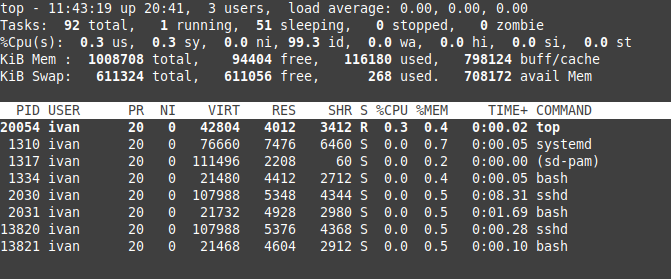 top - 11:43:19 up 20:41,  3 users,  load average: 0.00, 0.00, 0.00
Tasks:  92 total,   1 running,  51 sleeping,   0 stopped,   0 zombie
%Cpu(s):  0.3 us,  0.3 sy,  0.0 ni, 99.3 id,  0.0 wa,  0.0 hi,  0.0 si,  0.0 st
KiB Mem :  1008708 total,    94404 free,   116180 used,   798124 buff/cache
KiB Swap:   611324 total,   611056 free,      268 used.   708172 avail Mem
  PID USER      PR  NI    VIRT    RES    SHR S %CPU %MEM     TIME+ COMMAND
20054 ivan      20   0   42804   4012   3412 R  0.3  0.4   0:00.02 top
 1310 ivan      20   0   76660   7476   6460 S  0.0  0.7   0:00.05 systemd
 1317 ivan      20   0  111496   2208     60 S  0.0  0.2   0:00.00 (sd-pam)
 1334 ivan      20   0   21480   4412   2712 S  0.0  0.4   0:00.05 bash
 2030 ivan      20   0  107988   5348   4344 S  0.0  0.5   0:08.31 sshd
 2031 ivan      20   0   21732   4928   2980 S  0.0  0.5   0:01.69 bash
13820 ivan      20   0  107988   5376   4368 S  0.0  0.5   0:00.28 sshd
13821 ivan      20   0   21468   4604   2912 S  0.0  0.5   0:00.10 bash